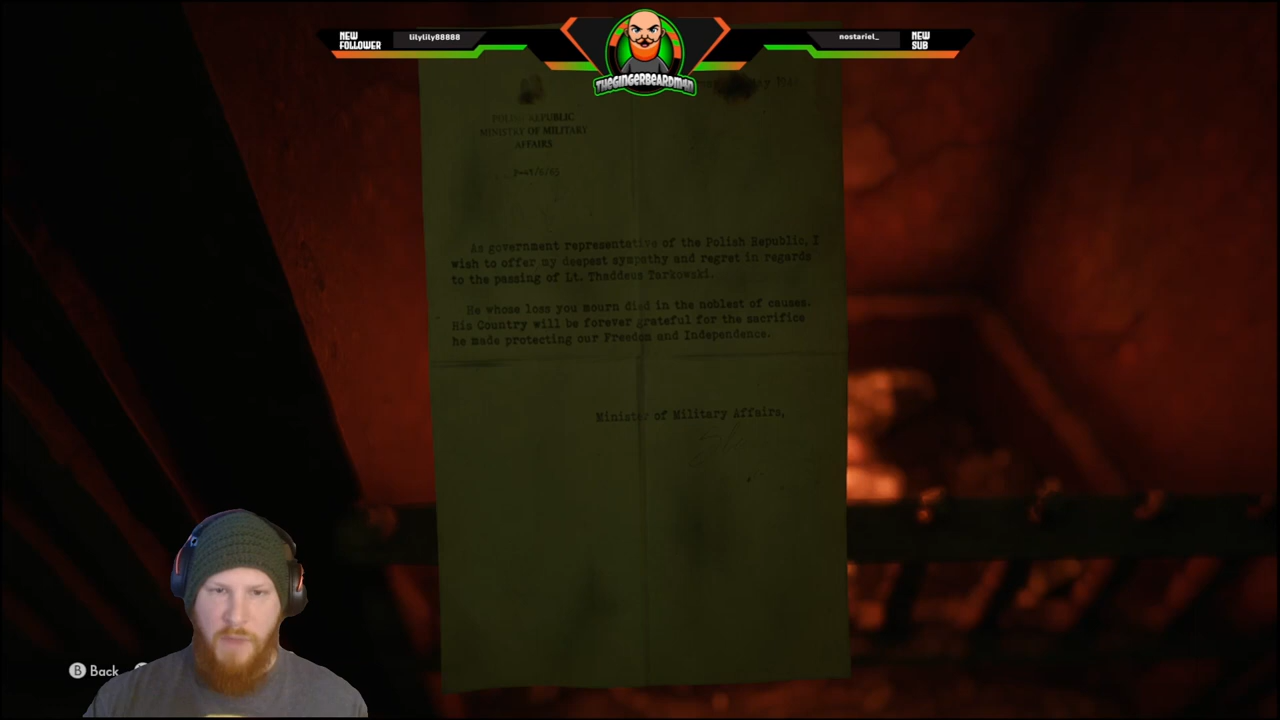 NEW
FOLLOWER
lilylily88888
THEGINGERBEARDM4N
nostariel_
NEW
SUB
REPUBLIC
MINISTRY OF MILITARY
AFFAIRS
As government representative of the Polish Republic, I
wish to offer my deepest sympathy and regret in regards
to the passing of Lt. Thaddeus Tarkowski.
He whose loss you mourn died in the noblest of causes.
His Country will be forever grateful for the sacrifice
he made protecting our Freedom and Independence.
Minister of Military Affairs,
B Back